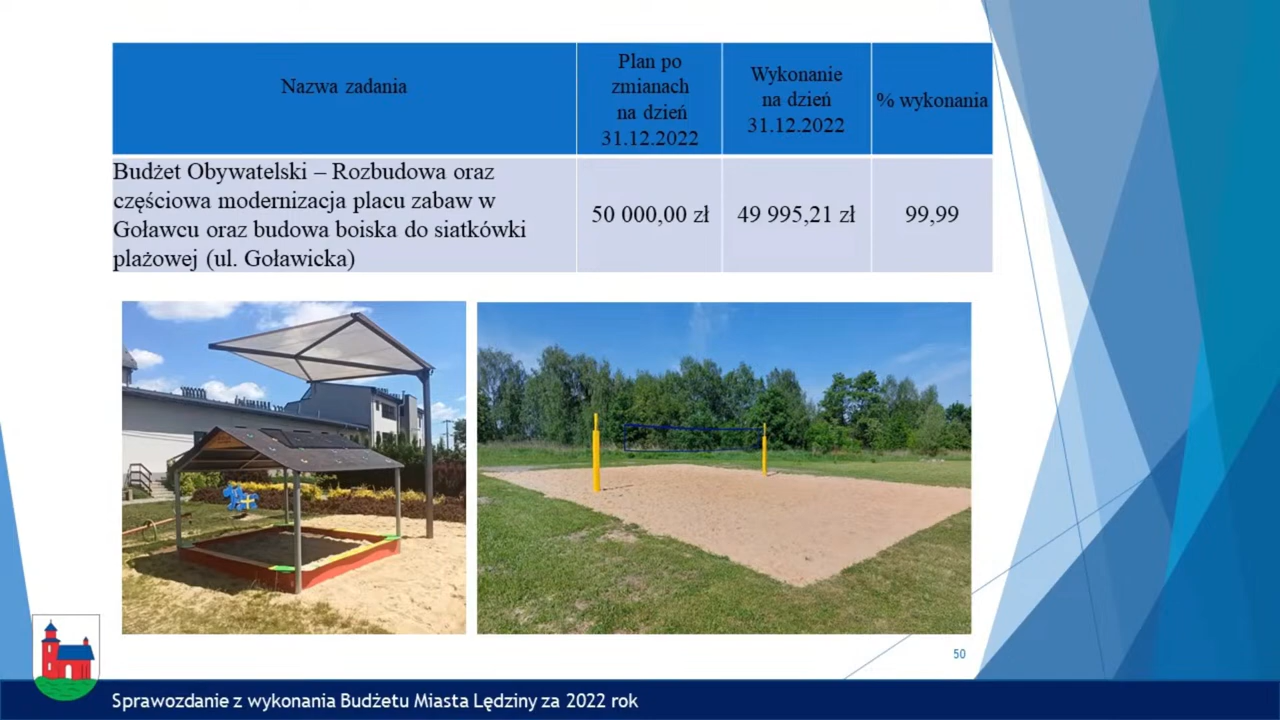 Nazwa zadania
Plan po
zmianach
na dzień
31.12.2022
Wykonanie
na dzień
31.12.2022
% wykonania
Budżet Obywatelski – Rozbudowa oraz
częściowa modernizacja placu zabaw w
Goławcu oraz budowa boiska do siatkówki
plażowej (ul. Goławicka)
50 000,00 zł
49 995,21 zł
99,99
50
Sprawozdanie z wykonania Budżetu Miasta Lędziny za 2022 rok